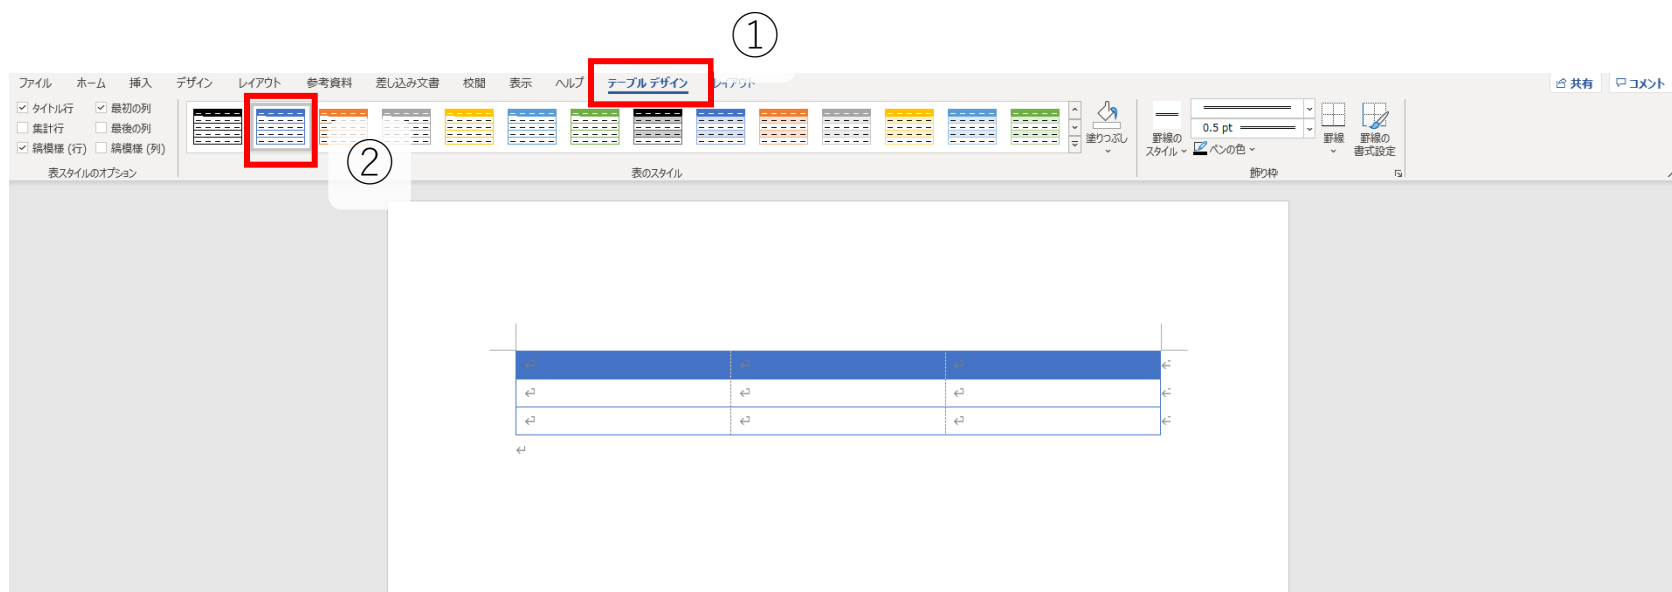 ①
ファイル ホーム 挿入 デザイン レイアウト 参考資料 差し込み文書 校閲 表示 ヘルプ テーブル デザイン レイアウト 共有 コメント
タイトル行 最初の列
集計行 最後の列
縞模様 (行) 縞模様 (列)
表スタイルのオプション
②
表のスタイル
塗りつぶし
罫線の
スタイル
0.5 pt
ペンの色
罫線
罫線の
書式設定
飾り枠